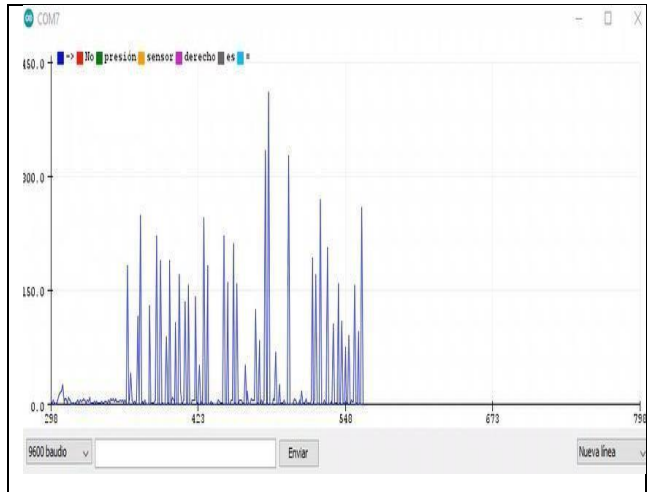 COM7
450.0
-> No presión sensor derecho es =
300.0
150.0
0.0
290 423 548 673 798
9600 baudio Enviar Nueva línea